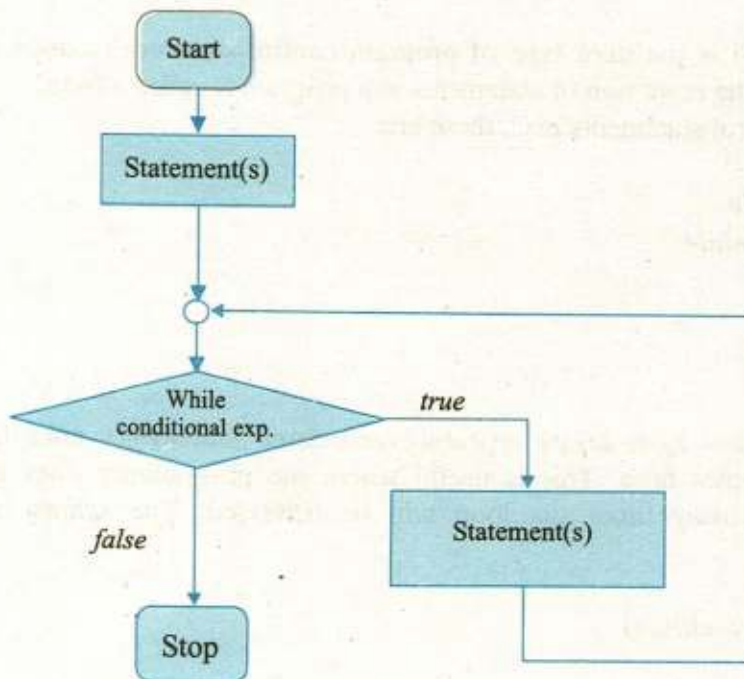 Start
Statement(s)
While
conditional exp.
true
Statement(s)
false
Stop